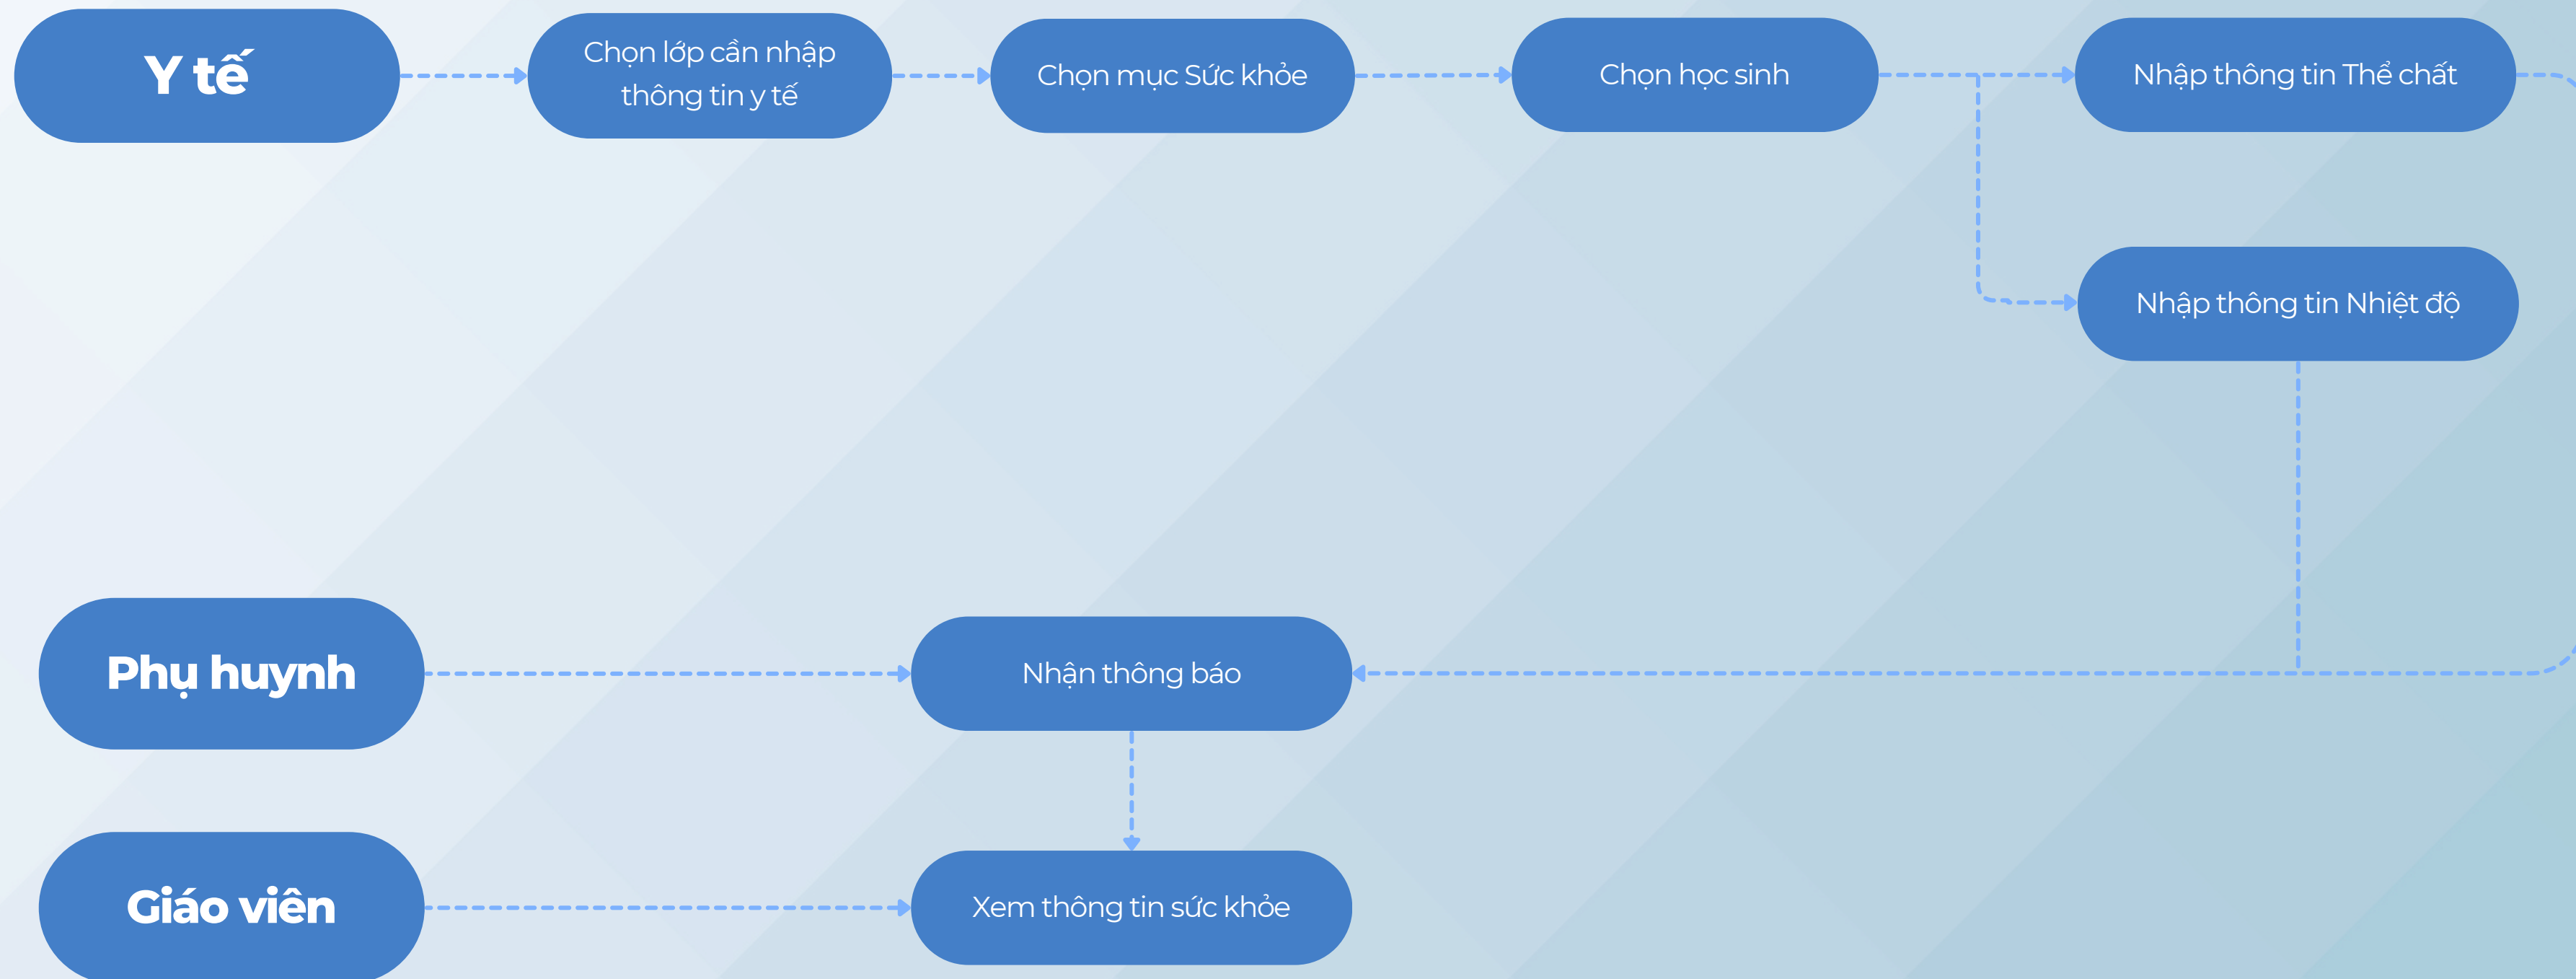 Y tế
Chọn lớp cần nhập
thông tin y tế
Chọn mục Sức khỏe
Chọn học sinh
Nhập thông tin Thể chất
Nhập thông tin Nhiệt độ
Phụ huynh
Nhận thông báo
Giáo viên
Xem thông tin sức khỏe